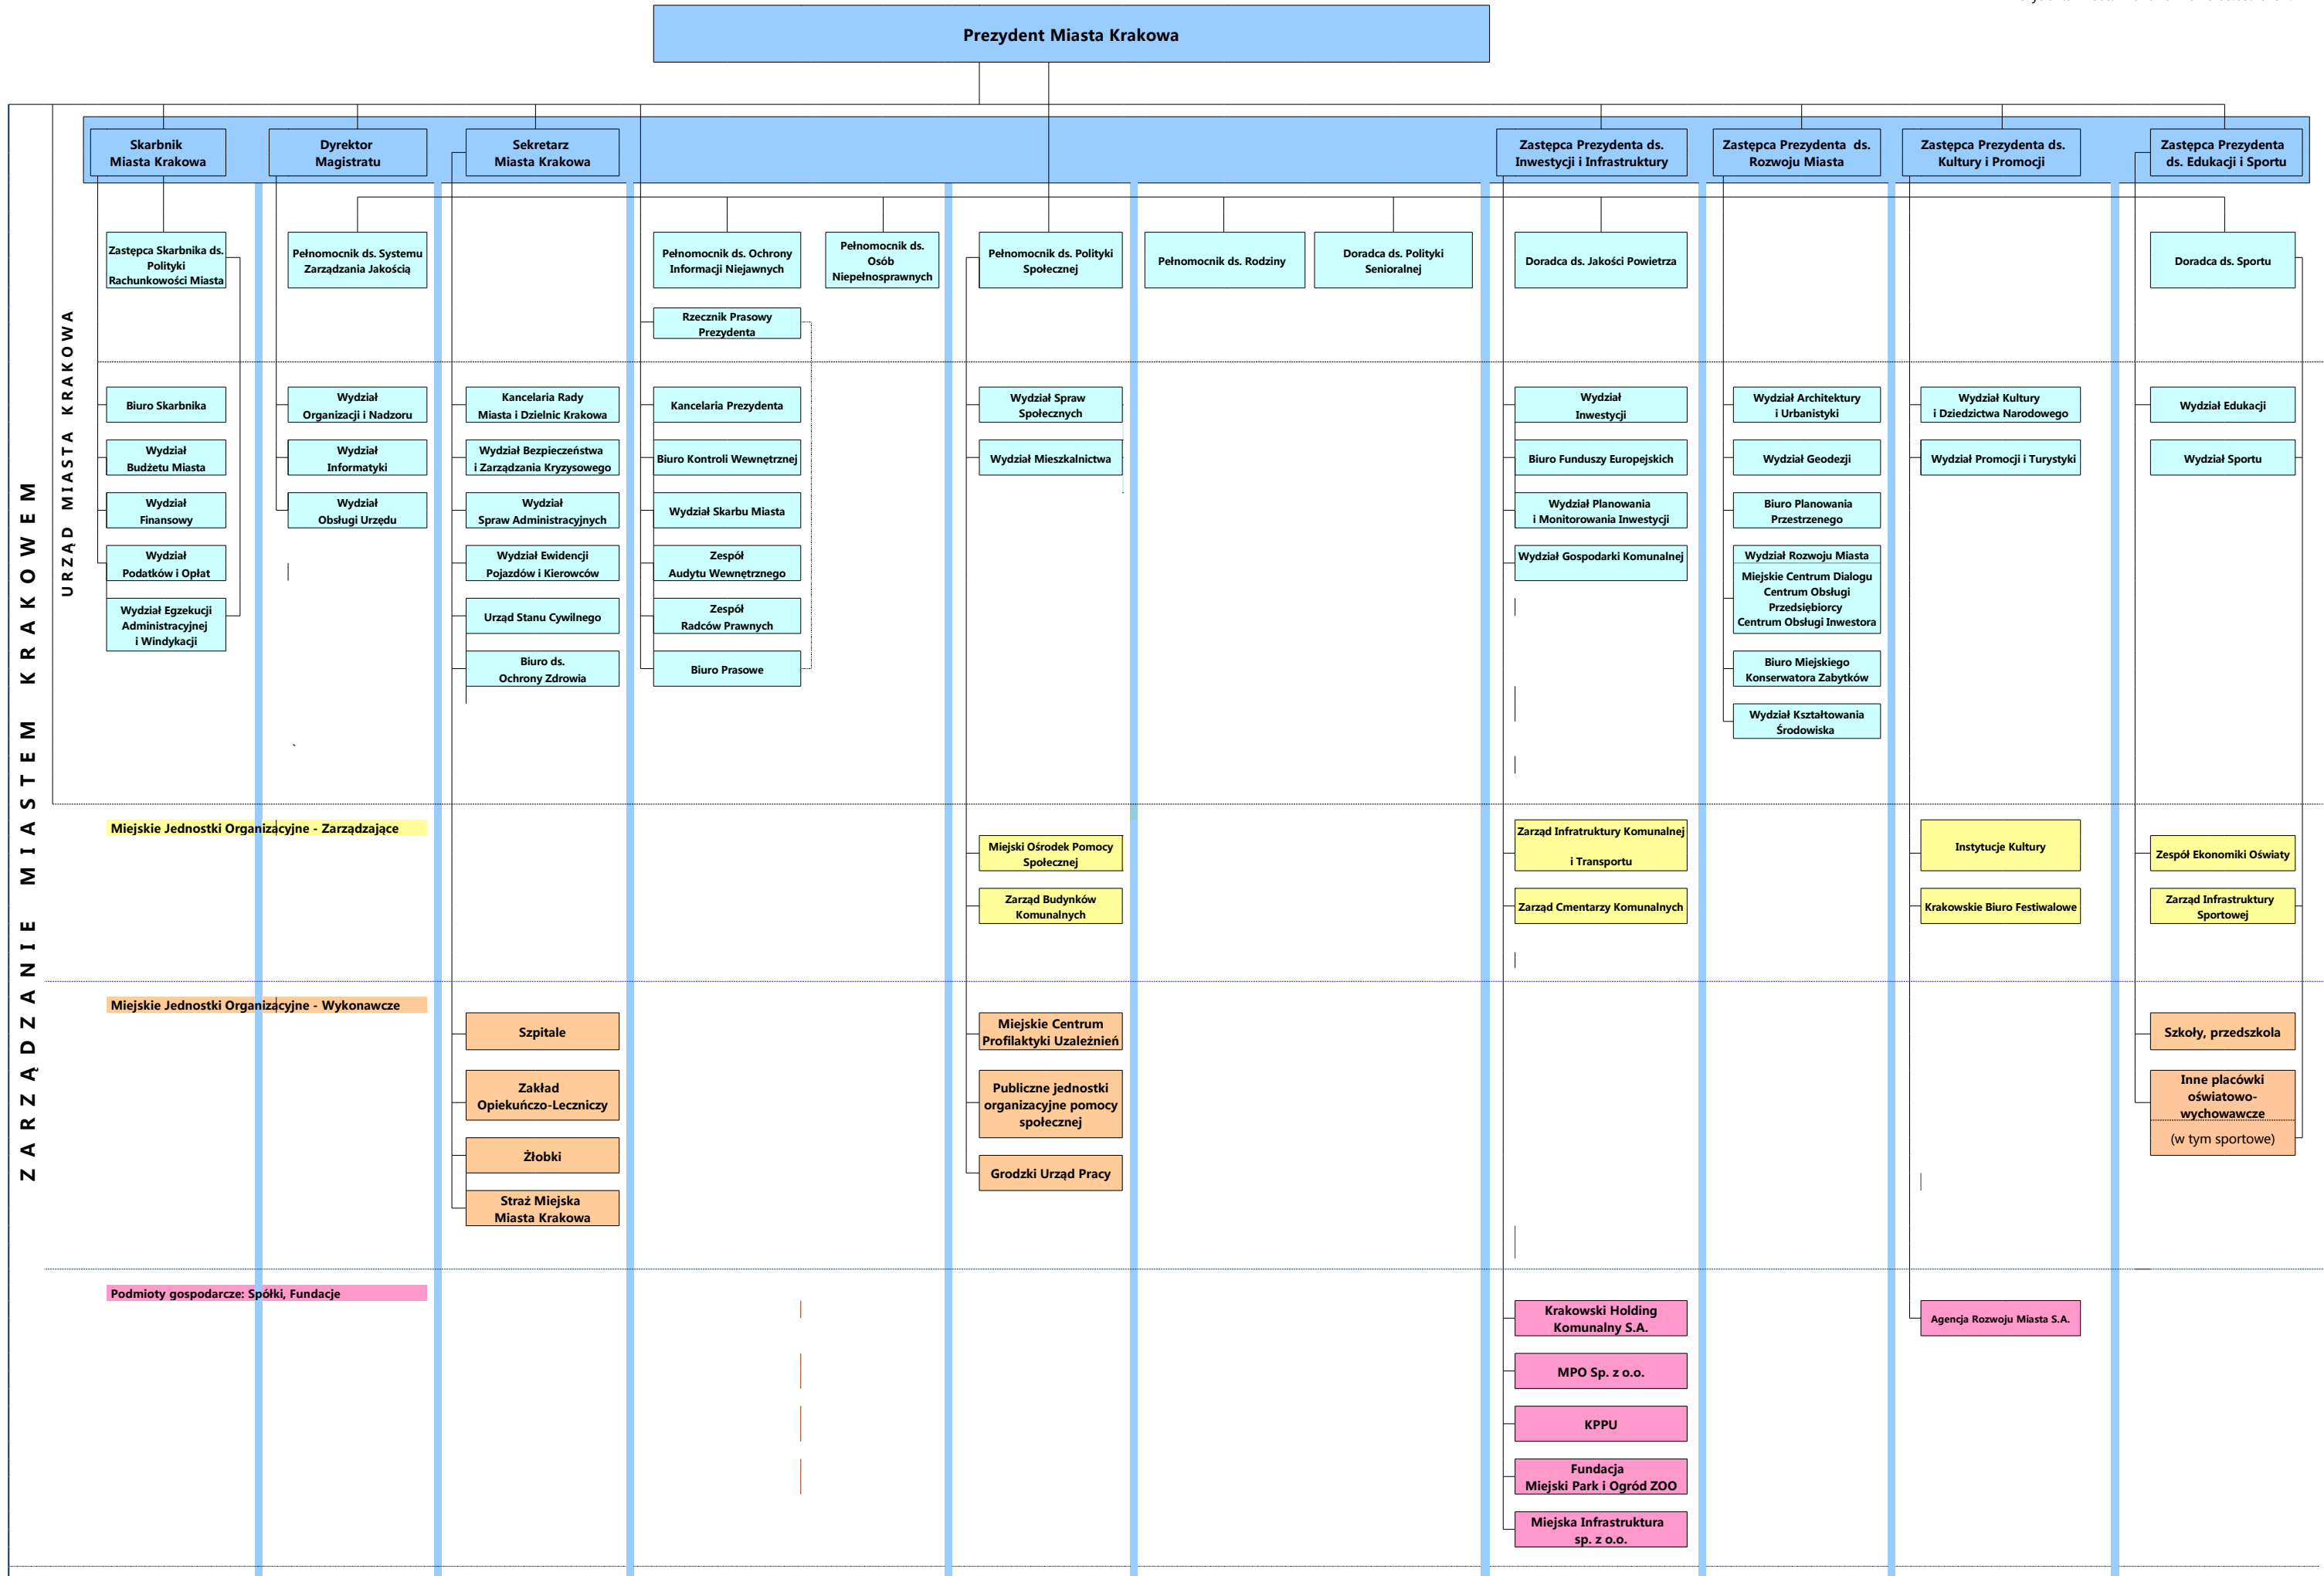 Prezydent Miasta Krakowa
Skarbnik
Miasta Krakowa
Dyrektor
Magistratu
Sekretarz
Miasta Krakowa
Zastępca Prezydenta ds.
Inwestycji i Infrastruktury
Zastępca Prezydenta ds.
Rozwoju Miasta
Zastępca Prezydenta ds.
Kultury i Promocji
Zastępca Prezydenta
ds. Edukacji i Sportu
Zastępca Skarbnika ds.
Polityki
Rachunkowości Miasta
Pełnomocnik ds. Systemu
Zarządzania Jakością
Pełnomocnik ds. Ochrony
Informacji Niejawnych
Pełnomocnik ds.
Osób
Niepełnosprawnych
Pełnomocnik ds. Polityki
Społecznej
Pełnomocnik ds. Rodziny
Doradca ds. Polityki
Senioralnej
Doradca ds. Jakości Powietrza
Doradca ds. Sportu
Rzecznik Prasowy
Prezydenta
ZARZĄDZANIE MIASTEM KRAKOWEM
URZĄD MIASTA KRAKOWA
Biuro Skarbnika
Wydział
Organizacji i Nadzoru
Kancelaria Rady
Miasta i Dzielnic Krakowa
Kancelaria Prezydenta
Wydział Spraw
Społecznych
Wydział
Inwestycji
Wydział Architektury
i Urbanistyki
Wydział Kultury
i Dziedzictwa Narodowego
Wydział Edukacji
Wydział
Budżetu Miasta
Wydział
Informatyki
Wydział Bezpieczeństwa
i Zarządzania Kryzysowego
Biuro Kontroli Wewnętrznej
Wydział Mieszkalnictwa
Biuro Funduszy Europejskich
Wydział Geodezji
Wydział Promocji i Turystyki
Wydział Sportu
Wydział
Finansowy
Wydział
Obsługi Urzędu
Wydział
Spraw Administracyjnych
Wydział Skarbu Miasta
Wydział Planowania
i Monitorowania Inwestycji
Biuro Planowania
Przestrzenego
Wydział
Podatków i Opłat
Wydział Ewidencji
Pojazdów i Kierowców
Zespół
Audytu Wewnętrznego
Wydział Gospodarki Komunalnej
Wydział Rozwoju Miasta
Miejskie Centrum Dialogu
Centrum Obsługi
Przedsiębiorcy
Centrum Obsługi Inwestora
Wydział Egzekucji
Administracyjnej
i Windykacji
Urząd Stanu Cywilnego
Zespół
Radców Prawnych
Biuro ds.
Ochrony Zdrowia
Biuro Prasowe
Biuro Miejskiego
Konserwatora Zabytków
Wydział Kształtowania
Środowiska
Miejskie Jednostki Organizacyjne - Zarządzające
Miejski Ośrodek Pomocy
Społecznej
Zarząd Infratruktury Komunalnej
i Transportu
Instytucje Kultury
Zespół Ekonomiki Oświaty
Zarząd Budynków
Komunalnych
Zarząd Cmentarzy Komunalnych
Krakowskie Biuro Festiwalowe
Zarząd Infrastruktury
Sportowej
Miejskie Jednostki Organizacyjne - Wykonawcze
Szpitale
Miejskie Centrum
Profilaktyki Uzależnień
Szkoły, przedszkola
Zakład
Opiekuńczo-Leczniczy
Publiczne jednostki
organizacyjne pomocy
społecznej
Inne placówki
oświatowo-
wychowawcze
(w tym sportowe)
Żłobki
Grodzki Urząd Pracy
Straż Miejska
Miasta Krakowa
Podmioty gospodarcze: Spółki, Fundacje
Krakowski Holding
Komunalny S.A.
Agencja Rozwoju Miasta S.A.
MPO Sp. z o.o.
KPPU
Fundacja
Miejski Park i Ogród ZOO
Miejska Infrastruktura
sp. z o.o.